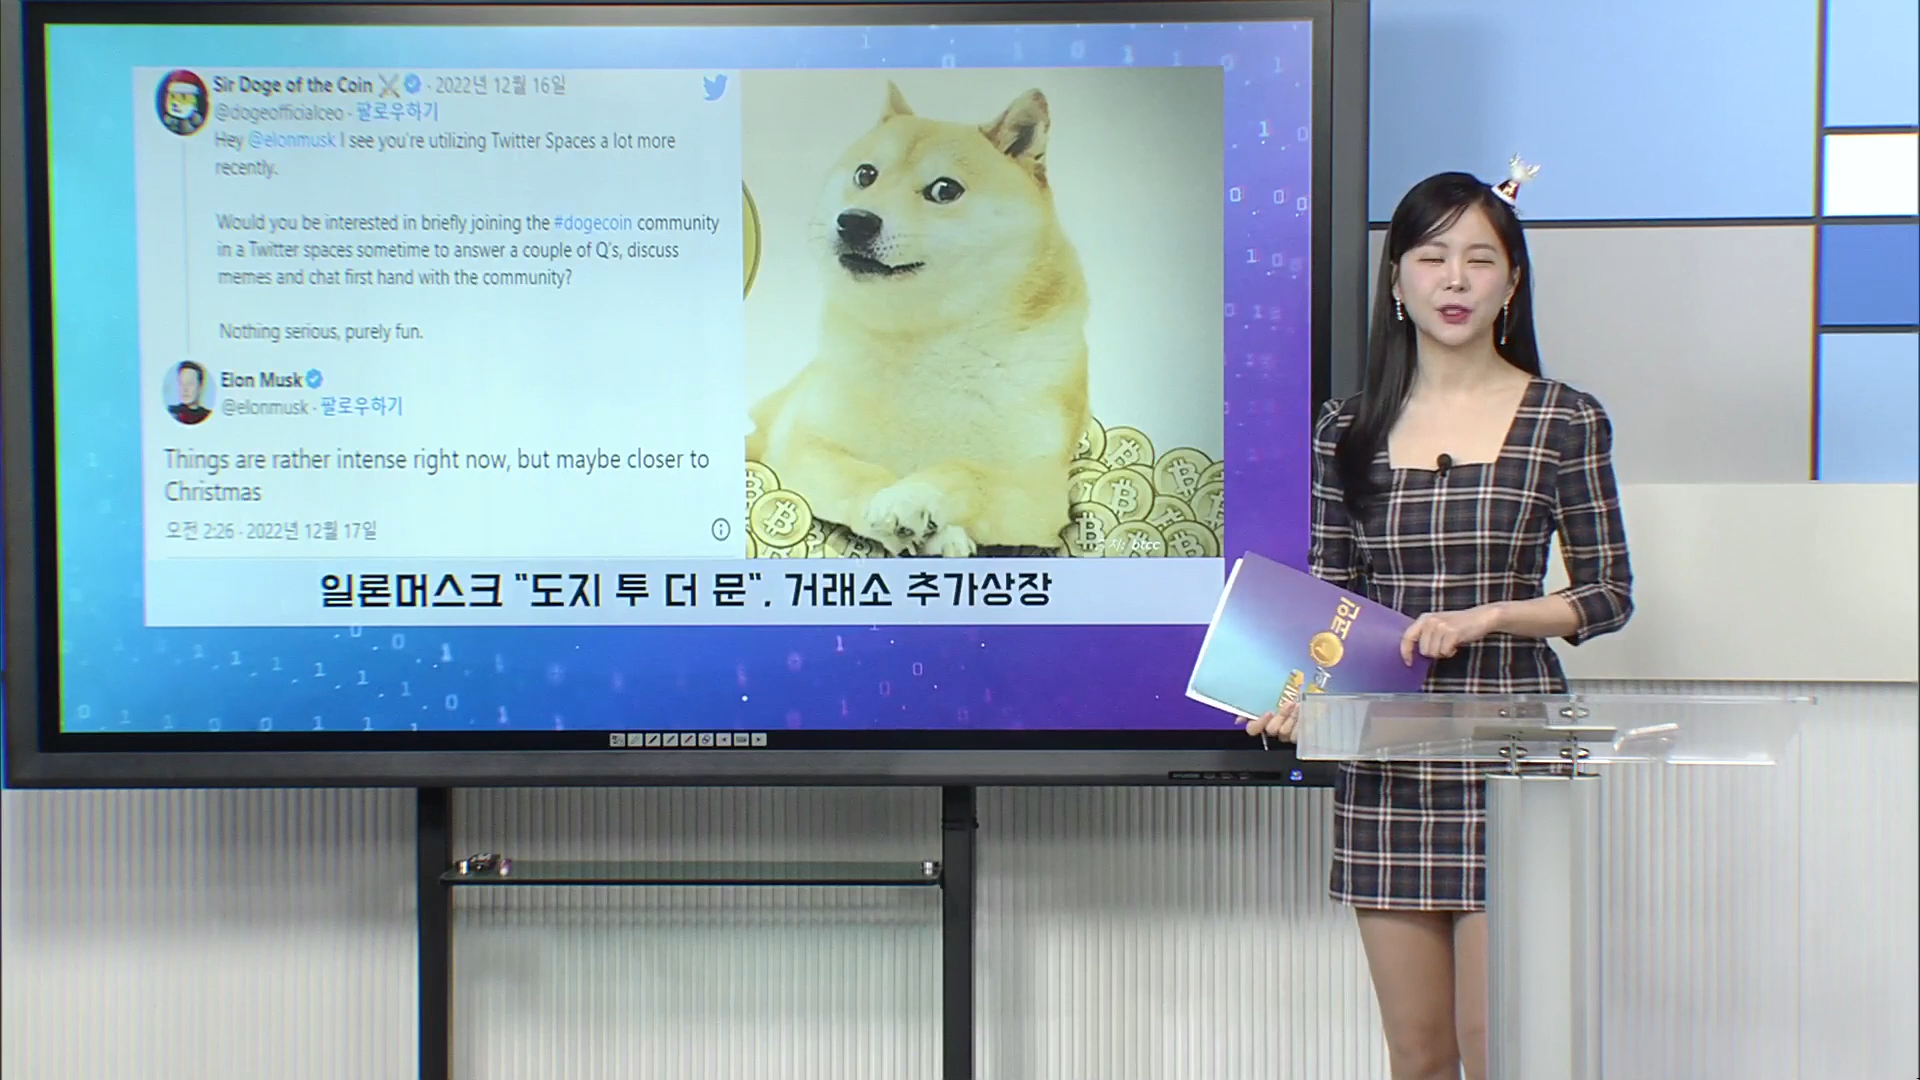 Sir Doge of the Coin · 2022년 12월 16일
@dogeofficialceo · 팔로우하기
Hey @elonmusk I see you're utilizing Twitter Spaces a lot more
recently.
Would you be interested in briefly joining the #dogecoin community
in a Twitter spaces sometime to answer a couple of Q's, discuss
memes and chat first hand with the community?
Nothing serious, purely fun.
Elon Musk
@elonmusk · 팔로우하기
Things are rather intense right now, but maybe closer to
Christmas
오전 2:26 · 2022년 12월 17일
btcc
일론머스크 "도지 투 더 문", 거래소 추가상장
코인